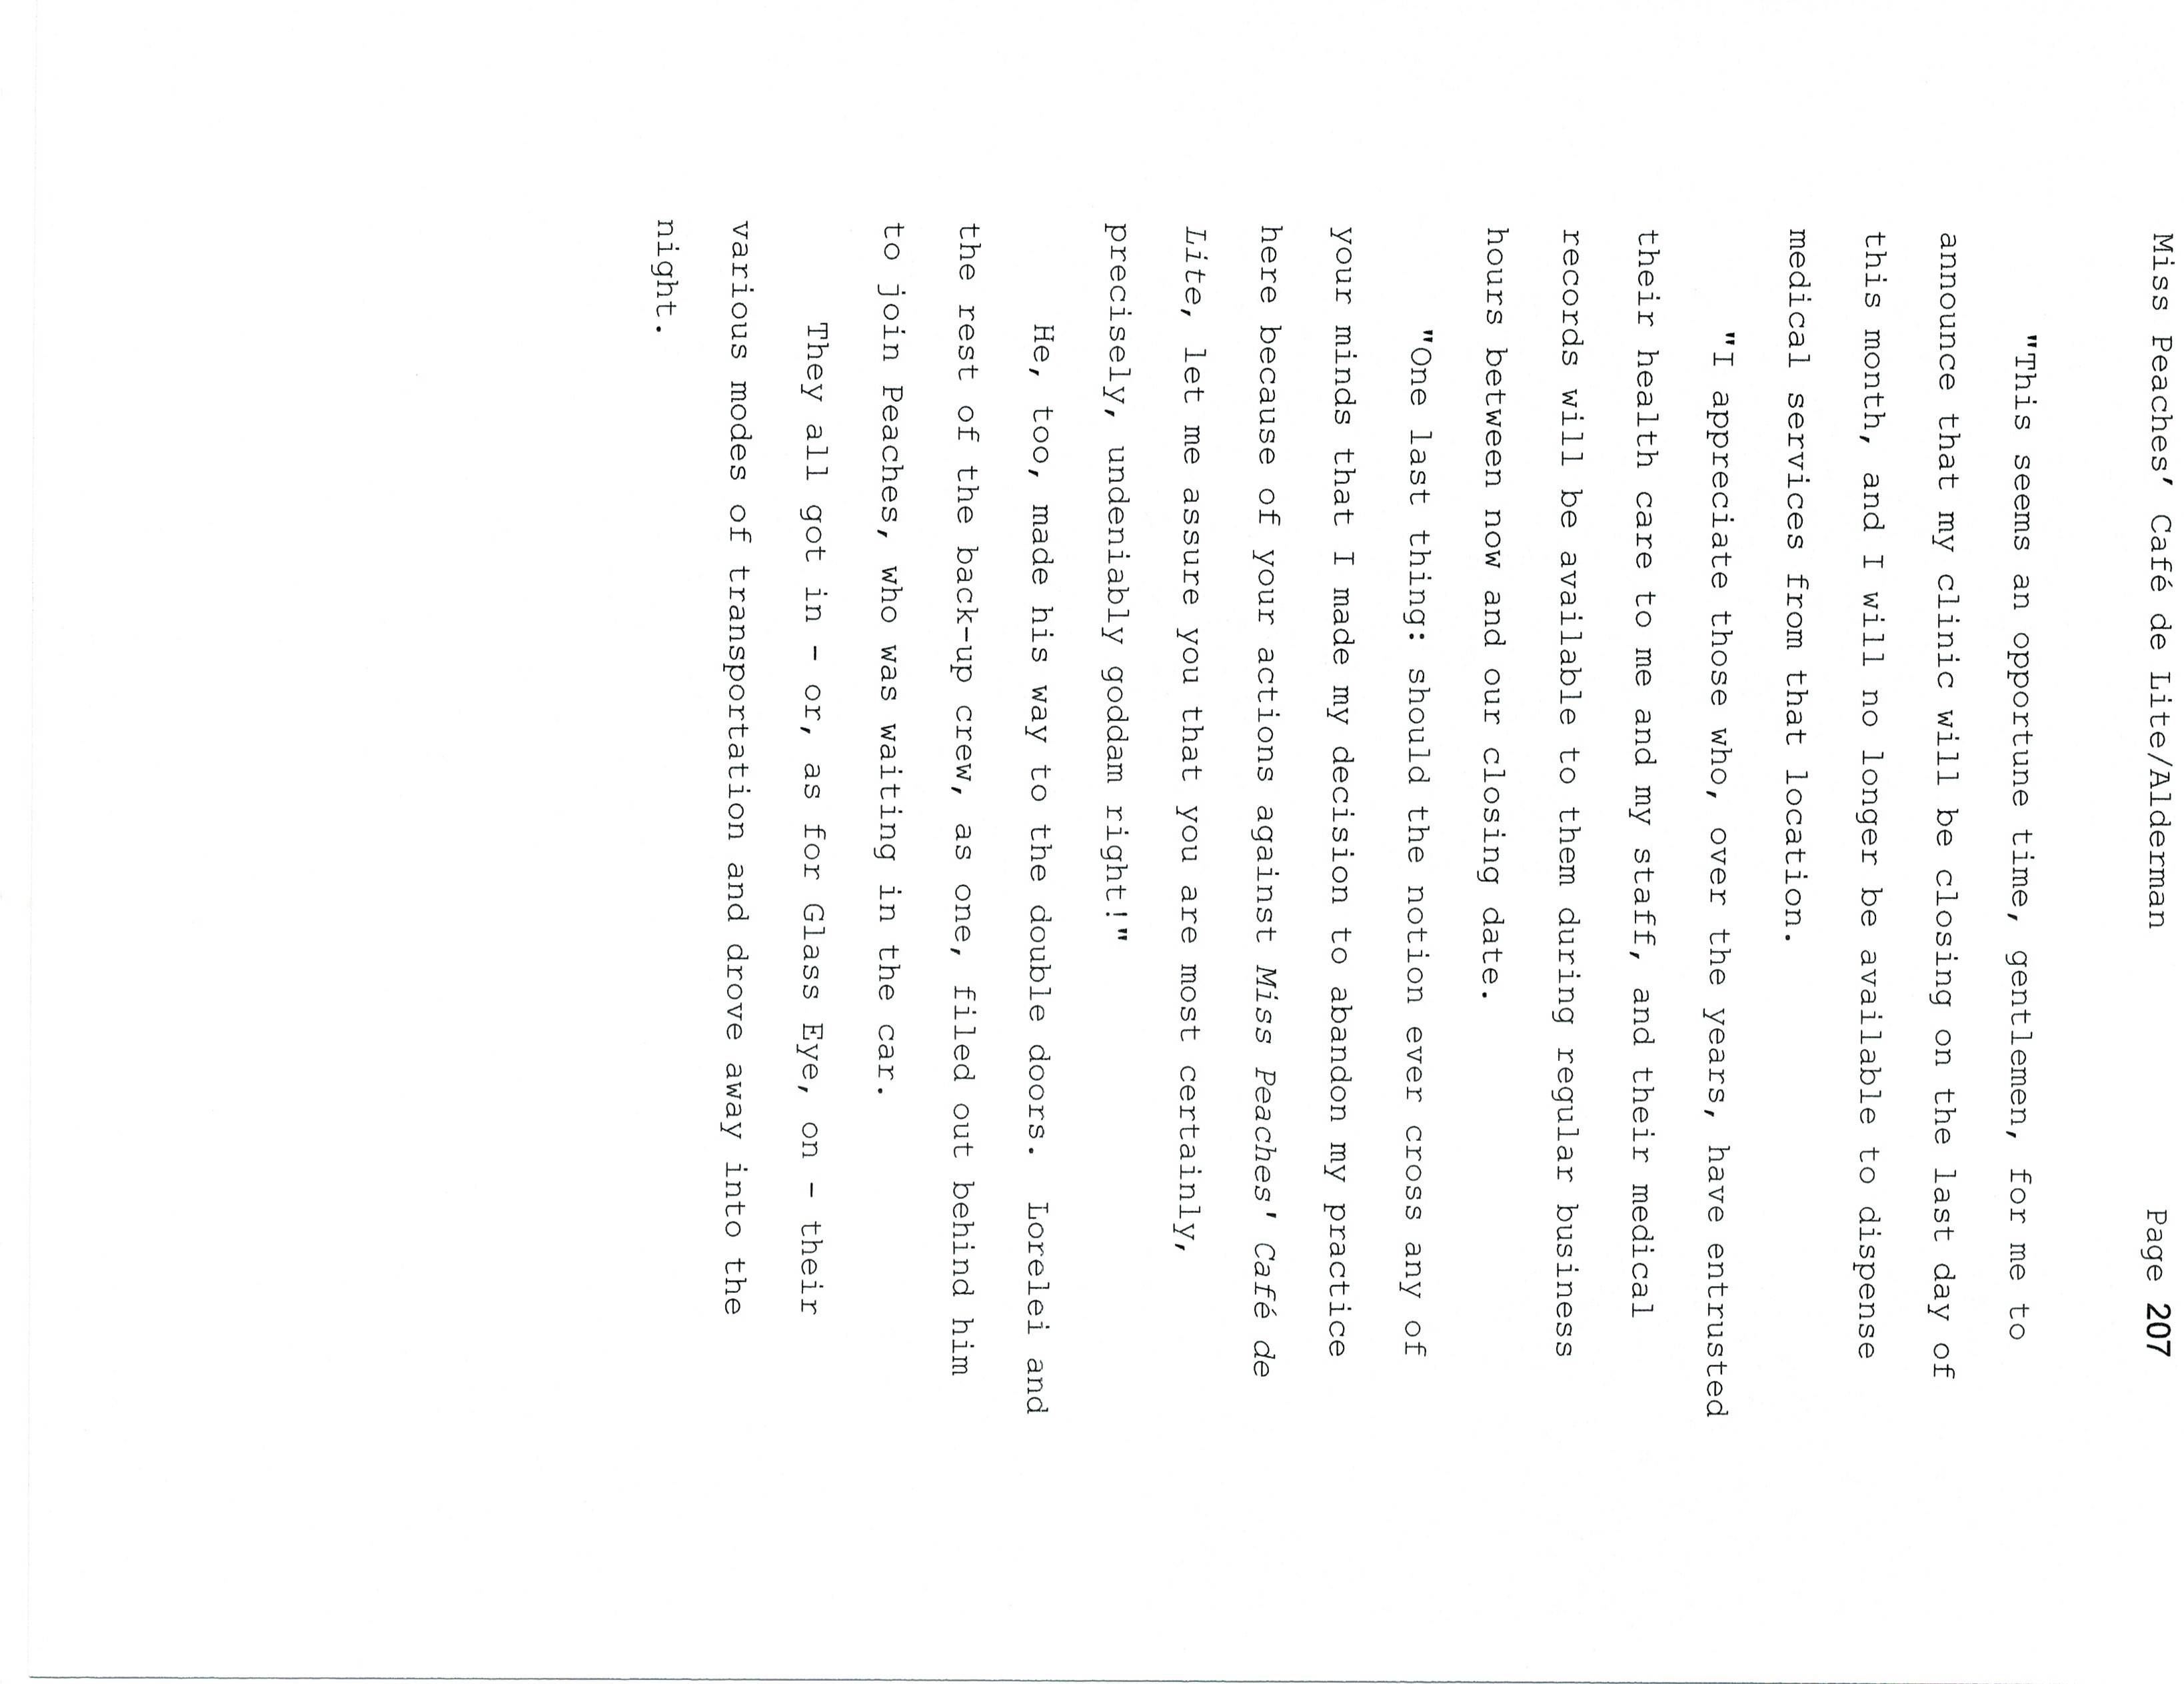 Miss Peaches' Café de Lite/Alderman Page 207
"This seems an opportune time, gentlemen, for me to
announce that my clinic will be closing on the last day of
this month, and I will no longer be available to dispense
medical services from that location.
"I appreciate those who, over the years, have entrusted
their health care to me and my staff, and their medical
records will be available to them during regular business
hours between now and our closing date.
"One last thing: should the notion ever cross any of
your minds that I made my decision to abandon my practice
here because of your actions against Miss Peaches' Café de
Lite, let me assure you that you are most certainly,
precisely, undeniably goddam right!"
He, too, made his way to the double doors. Lorelei and
the rest of the back-up crew, as one, filed out behind him
to join Peaches, who was waiting in the car.
They all got in - or, as for Glass Eye, on - their
various modes of transportation and drove away into the
night.